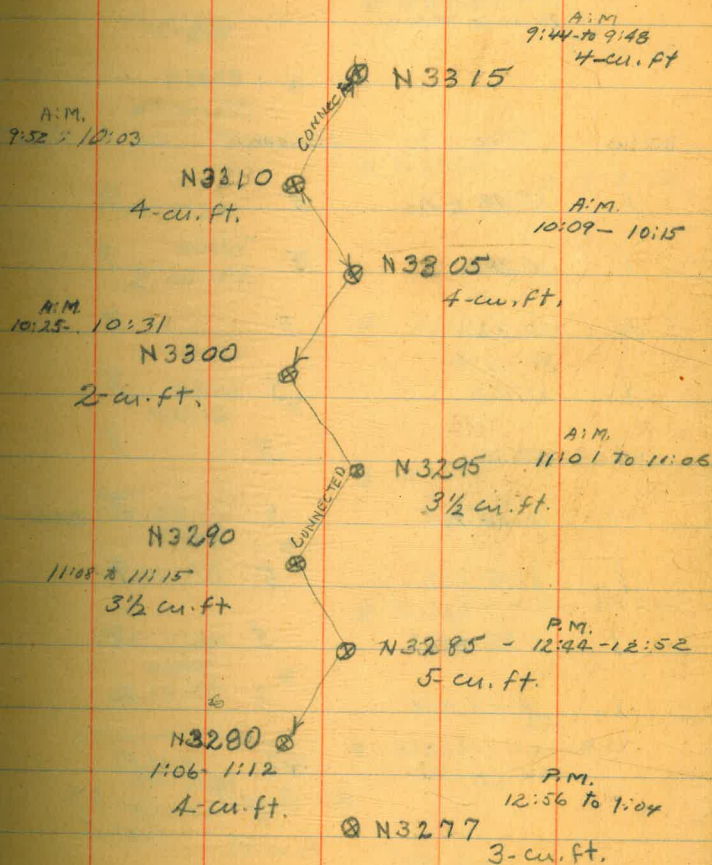 A.M
9:44-to 9:48
4-cu. ft
N3315
CONNECTED
A.M.
9:52 : 10:03
N3310
4-cu. ft.
A.M.
10:09 - 10:15
N3305
4-cu. ft.
A.M.
10:25-. 10:31
N3300
2-cu. ft.
A.M.
11:01 to 11:06
N3295
3½ cu. ft.
CONNECTED
N3290
11:08 to 11:15
3½ cu. ft
P.M.
N3285 - 12:44-12:52
5-cu. ft.
N3280
1:06- 1:12
4-cu. ft.
P.M.
12:56 to 1:04
N3277
3-cu. ft.